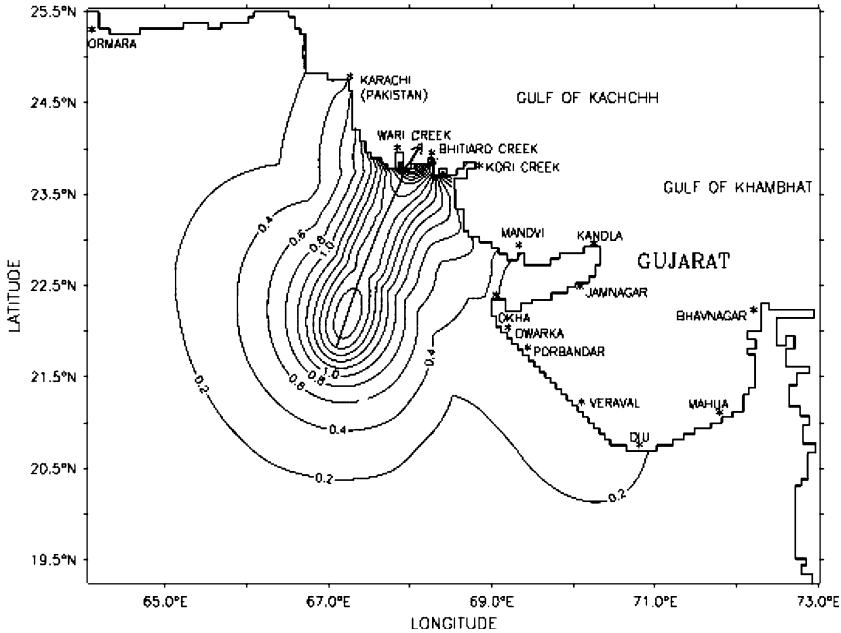 25.5°N
ORMARA
KARACHI
(PAKISTAN)
24.5°N
GULF OF KACHCHH
WARI CREEK
BHITIARO CREEK
KORI CREEK
23.5°N
GULF OF KHAMBHAT
0.4
0.6
0.8
1.0
MANDVI
KANDLA
GUJARAT
LATITUDE
22.5°N
JAMNAGAR
OKHA
BHAVNAGAR
DWARKA
PORBANDAR
0.4
21.5°N
0.2
1.0
0.8
0.6
VERAVAL
MAHUA
0.4
DIU
20.5°N
0.2
0.2
19.5°N
65.0°E
67.0°E
69.0°E
71.0°E
73.0°E
LONGITUDE